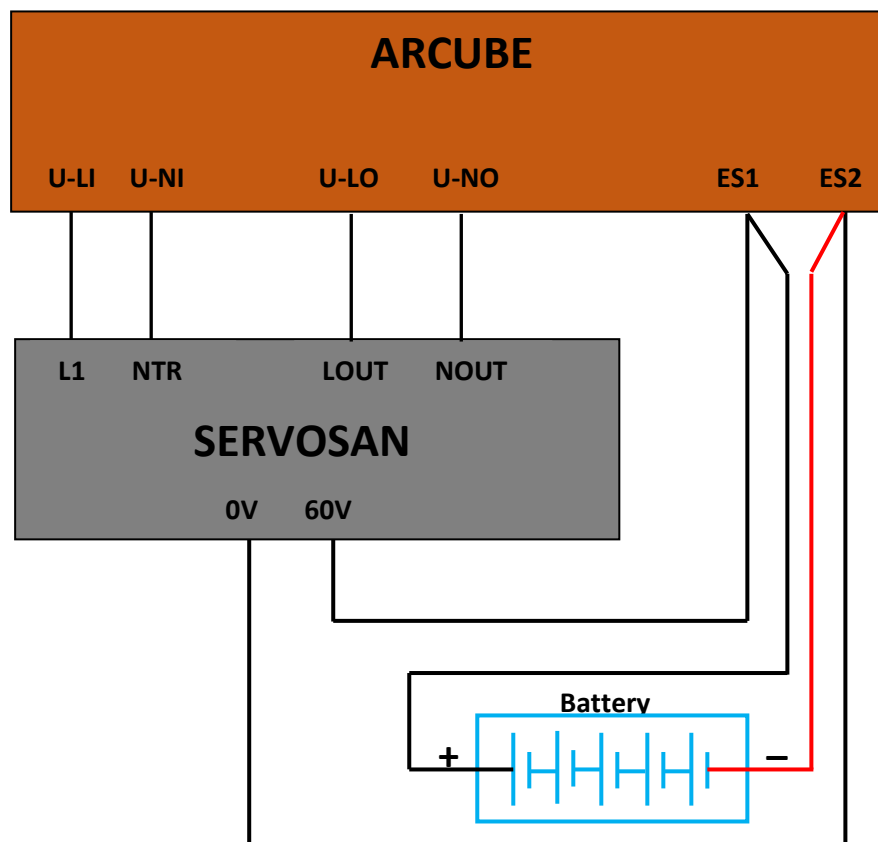 ARCUBE
U-LI U-NI U-LO U-NO ES1 ES2
L1 NTR LOUT NOUT
SERVOSAN
0V 60V
Battery
+ −